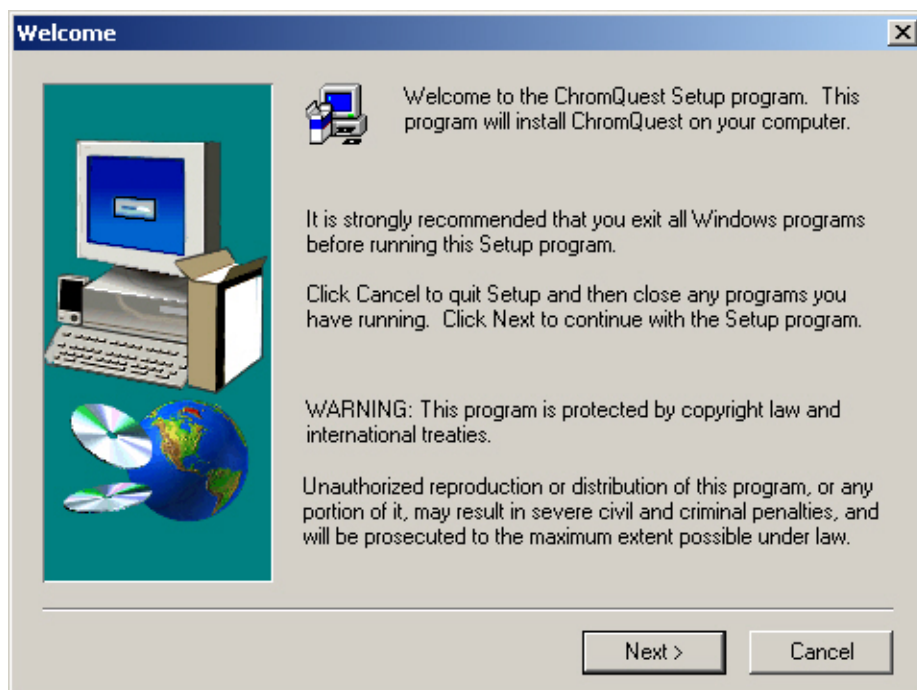 Welcome
Welcome to the ChromQuest Setup program.  This
program will install ChromQuest on your computer.
It is strongly recommended that you exit all Windows programs
before running this Setup program.
Click Cancel to quit Setup and then close any programs you
have running.  Click Next to continue with the Setup program.
WARNING: This program is protected by copyright law and
international treaties.
Unauthorized reproduction or distribution of this program, or any
portion of it, may result in severe civil and criminal penalties, and
will be prosecuted to the maximum extent possible under law.
Next >
Cancel